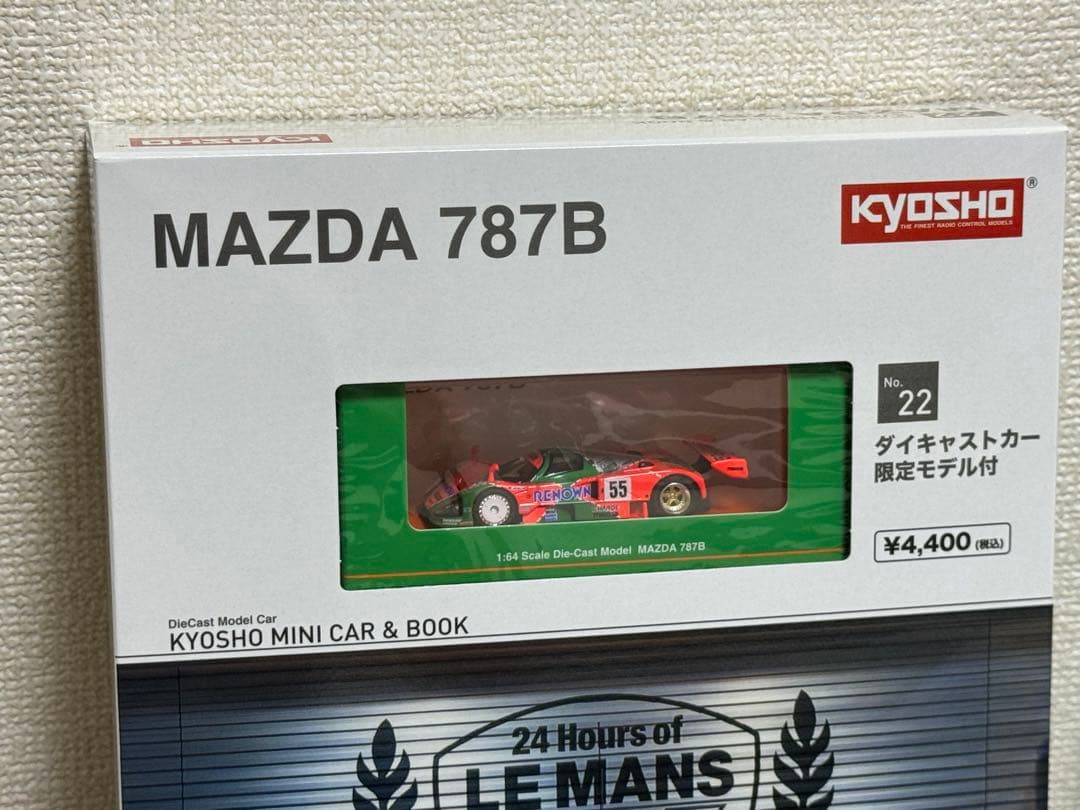 KYOSHO
MAZDA 787B
KYOSHO®
THE FINEST RADIO CONTROL MODELS
No.
22
ダイキャストカー
限定モデル付
¥4,400 (税込)
RENOWN
55
CHARGE
1:64 Scale Die-Cast Model MAZDA 787B
DieCast Model Car
KYOSHO MINI CAR & BOOK
24 Hours of
LE MANS